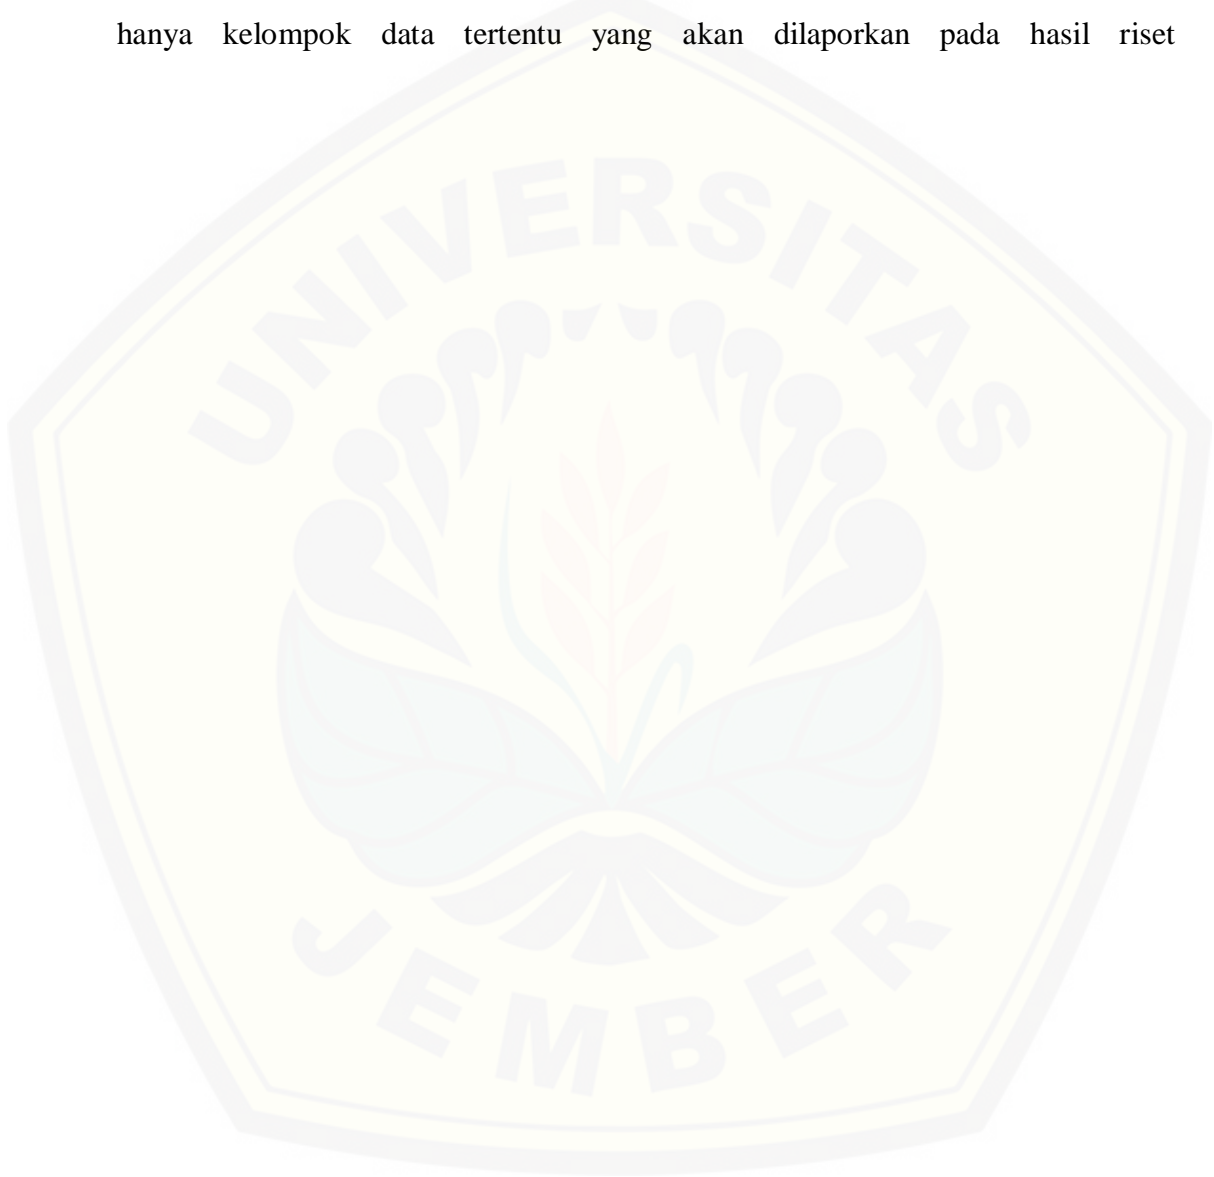 hanya kelompok data tertentu yang akan dilaporkan pada hasil riset
UNIVERSITAS
JEMBER